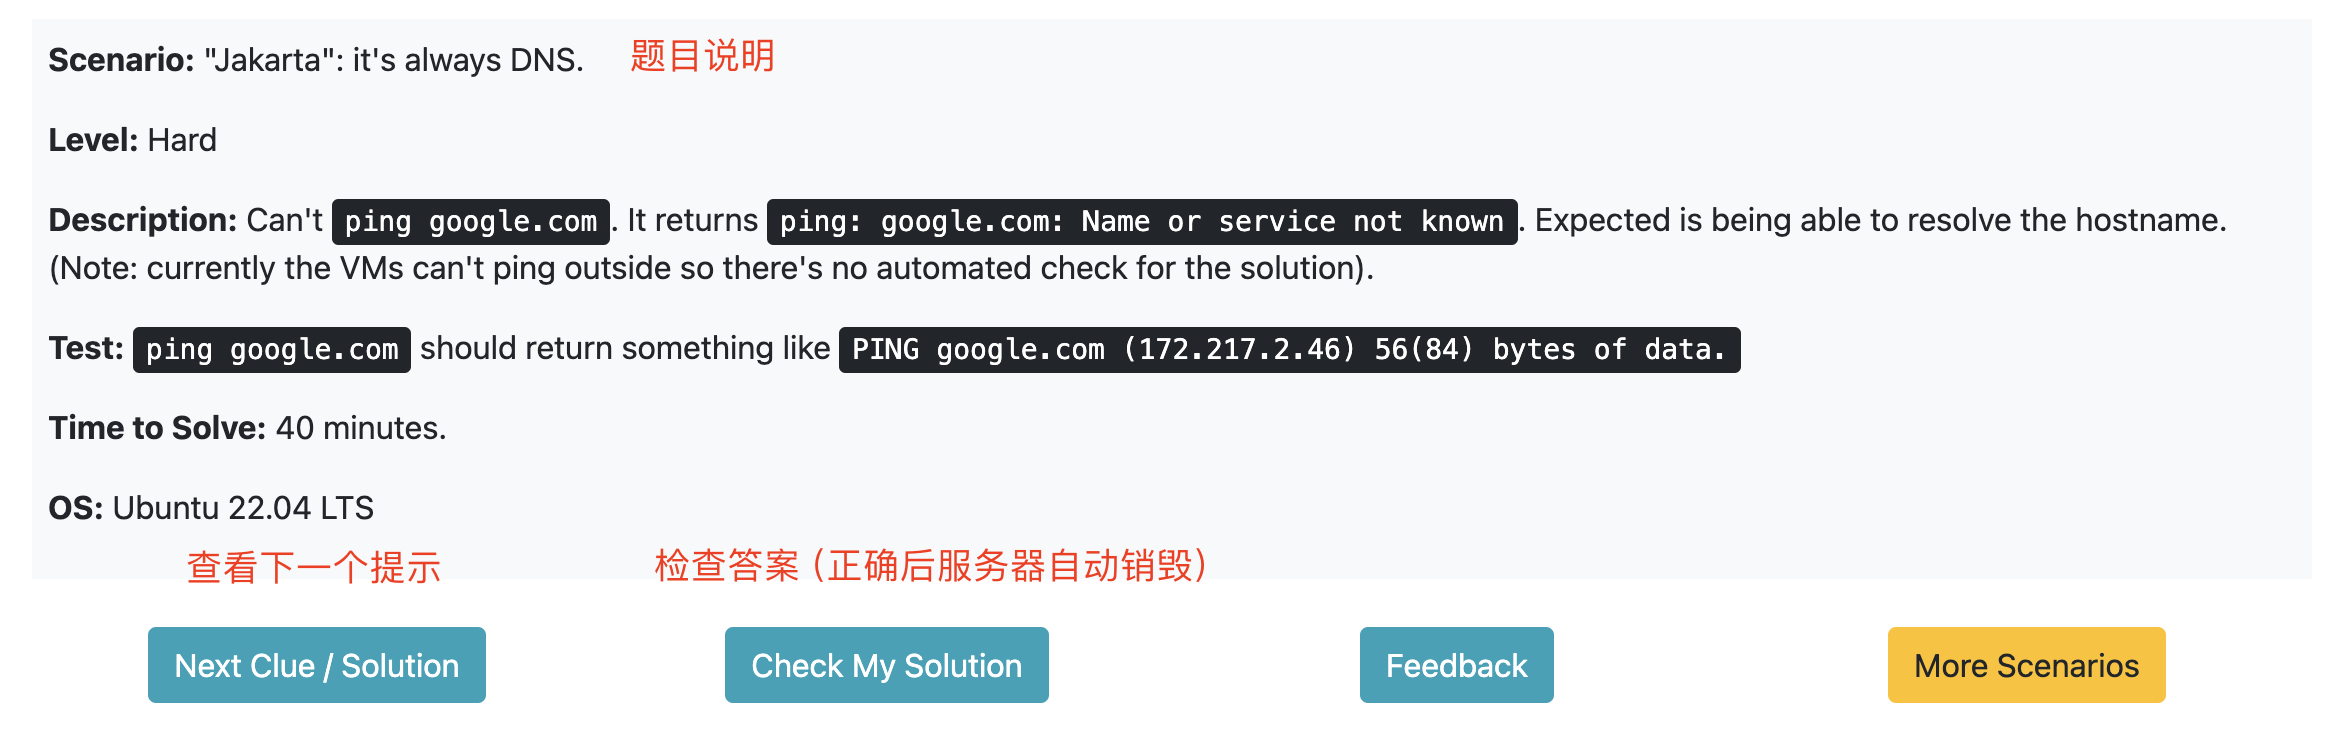 Scenario: "Jakarta": it's always DNS. 题目说明
Level: Hard
Description: Can't ping google.com. It returns ping: google.com: Name or service not known. Expected is being able to resolve the hostname.
(Note: currently the VMs can't ping outside so there's no automated check for the solution).
Test: ping google.com should return something like PING google.com (172.217.2.46) 56(84) bytes of data.
Time to Solve: 40 minutes.
OS: Ubuntu 22.04 LTS
查看下一个提示 检查答案 (正确后服务器自动销毁)
Next Clue / Solution Check My Solution Feedback More Scenarios